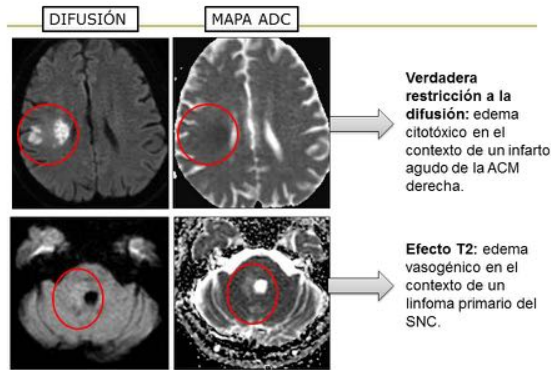 DIFUSIÓN
MAPA ADC
Verdadera
restricción a la
difusión: edema
citotóxico en el
contexto de un infarto
agudo de la ACM
derecha.
Efecto T2: edema
vasogénico en el
contexto de un
linfoma primario del
SNC.